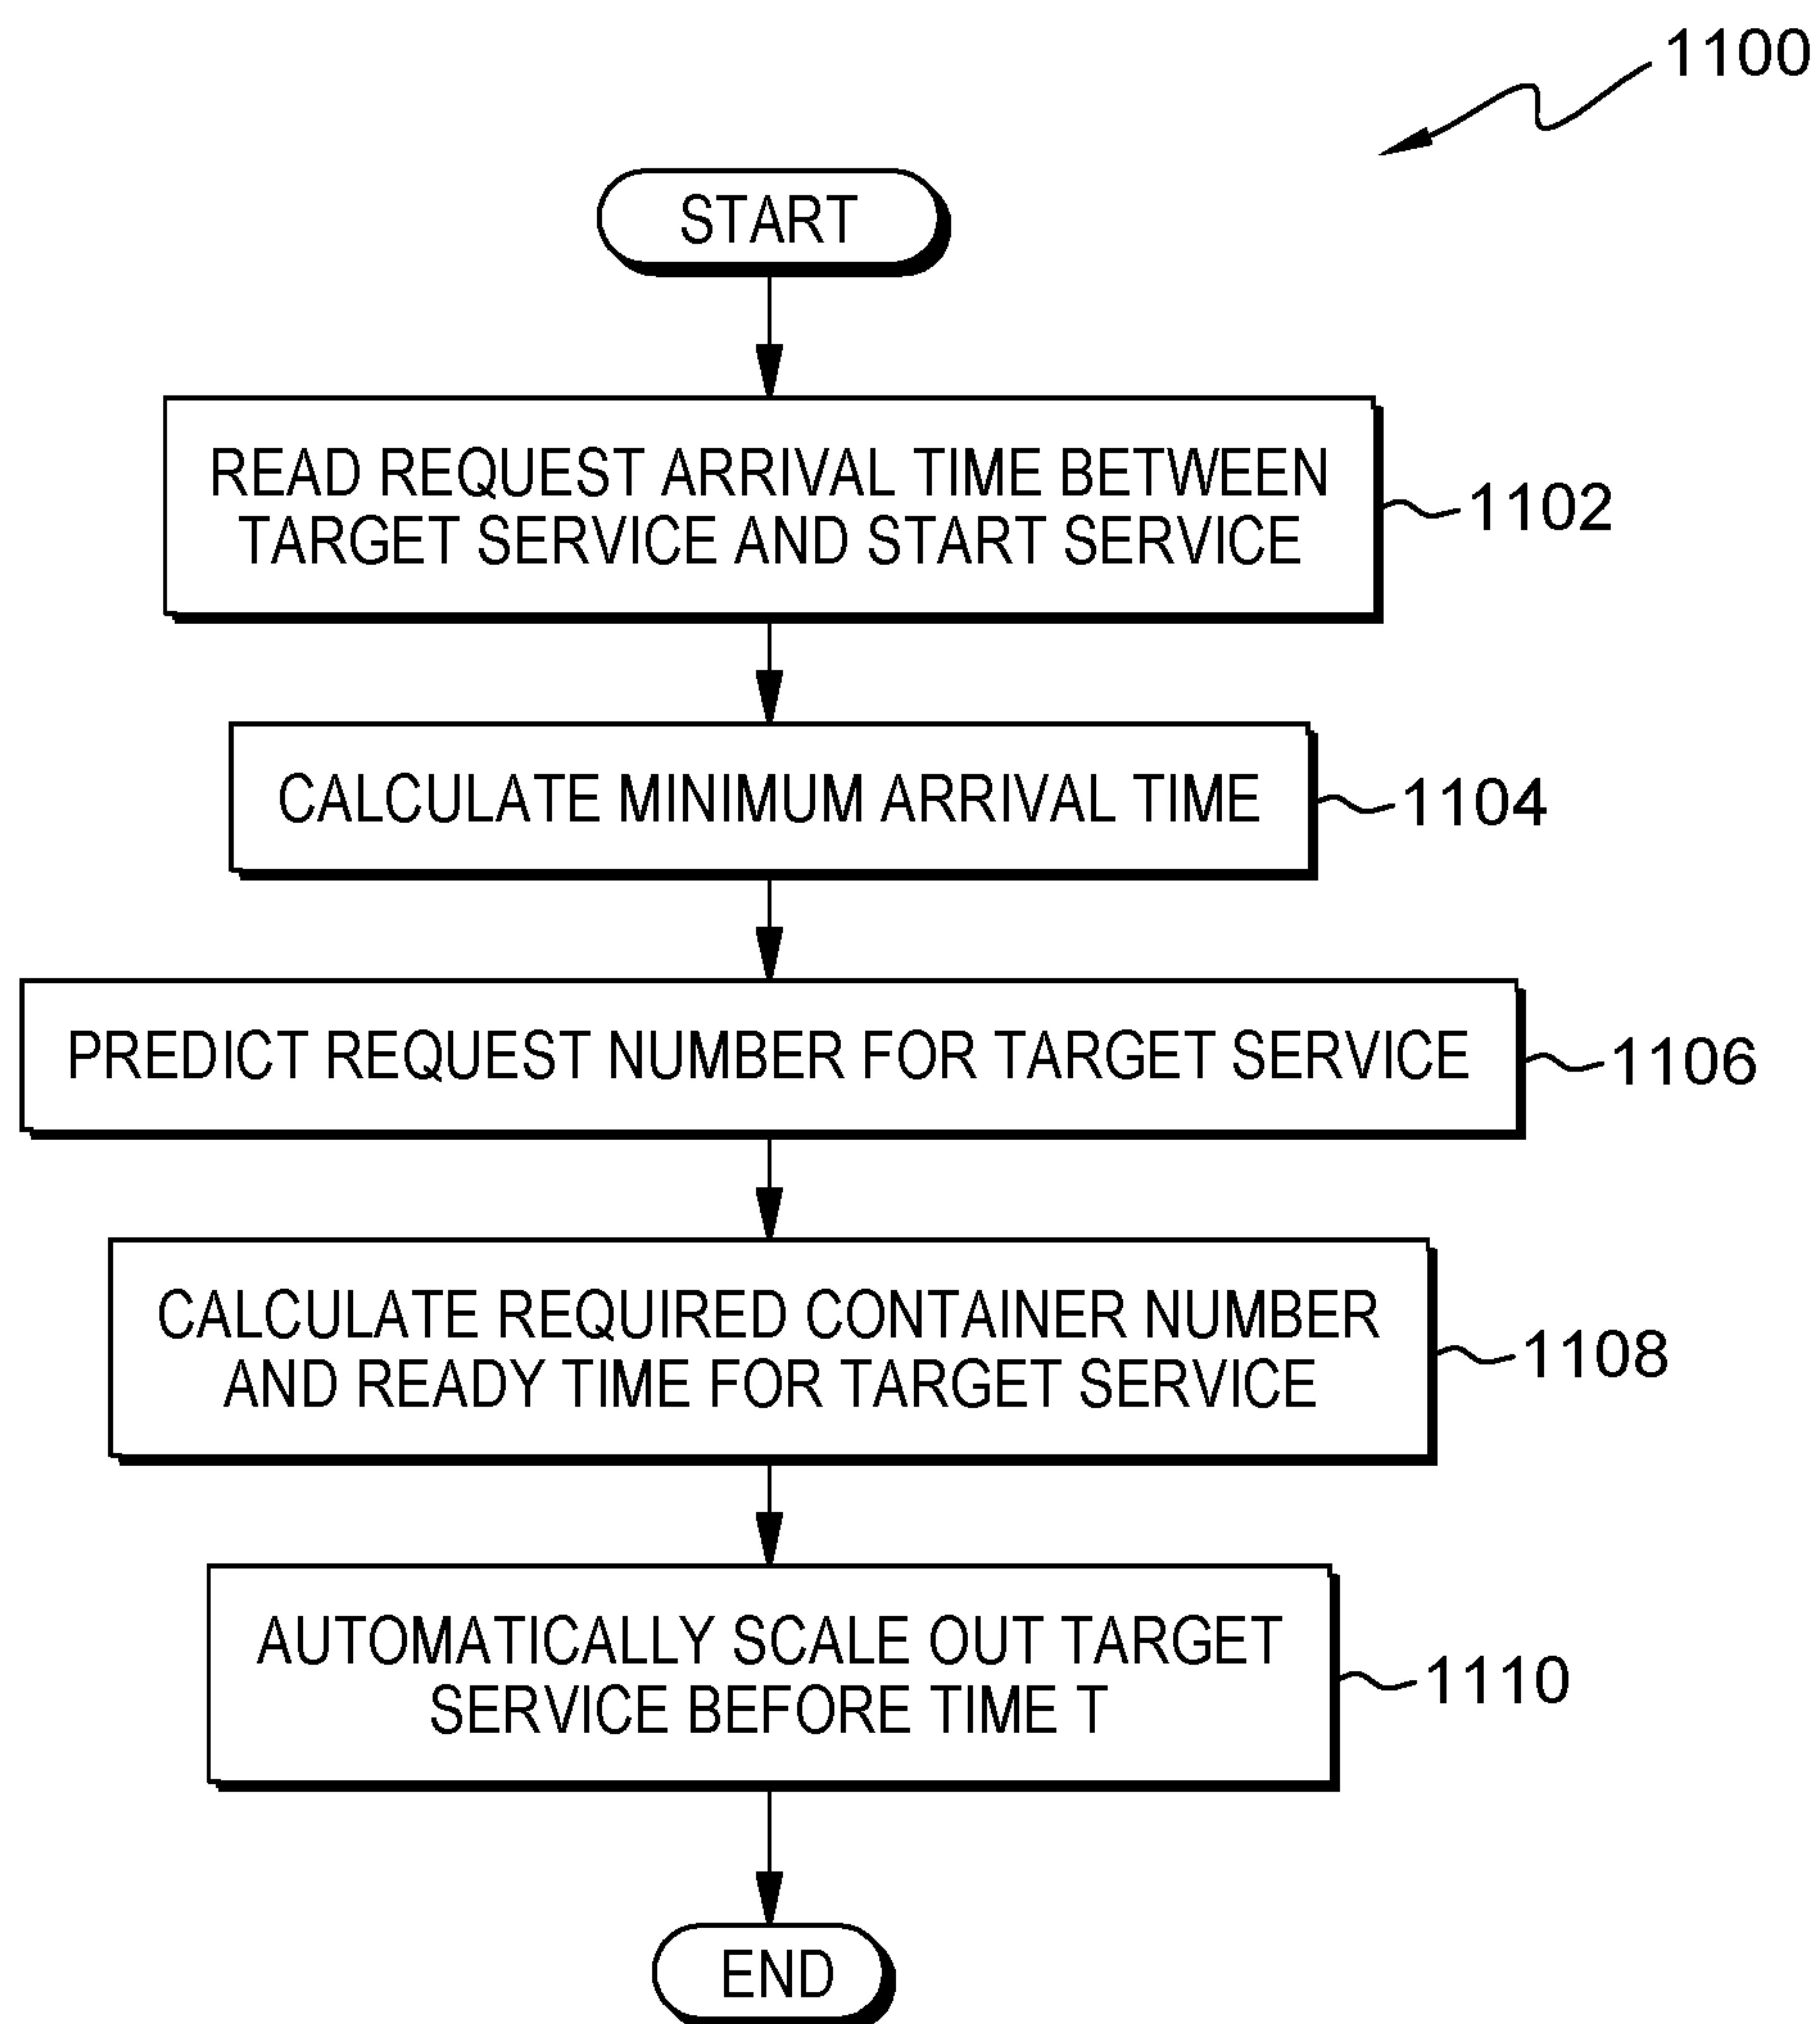 1100
START
READ REQUEST ARRIVAL TIME BETWEEN
TARGET SERVICE AND START SERVICE
1102
CALCULATE MINIMUM ARRIVAL TIME
1104
PREDICT REQUEST NUMBER FOR TARGET SERVICE
1106
CALCULATE REQUIRED CONTAINER NUMBER
AND READY TIME FOR TARGET SERVICE
1108
AUTOMATICALLY SCALE OUT TARGET
SERVICE BEFORE TIME T
1110
END